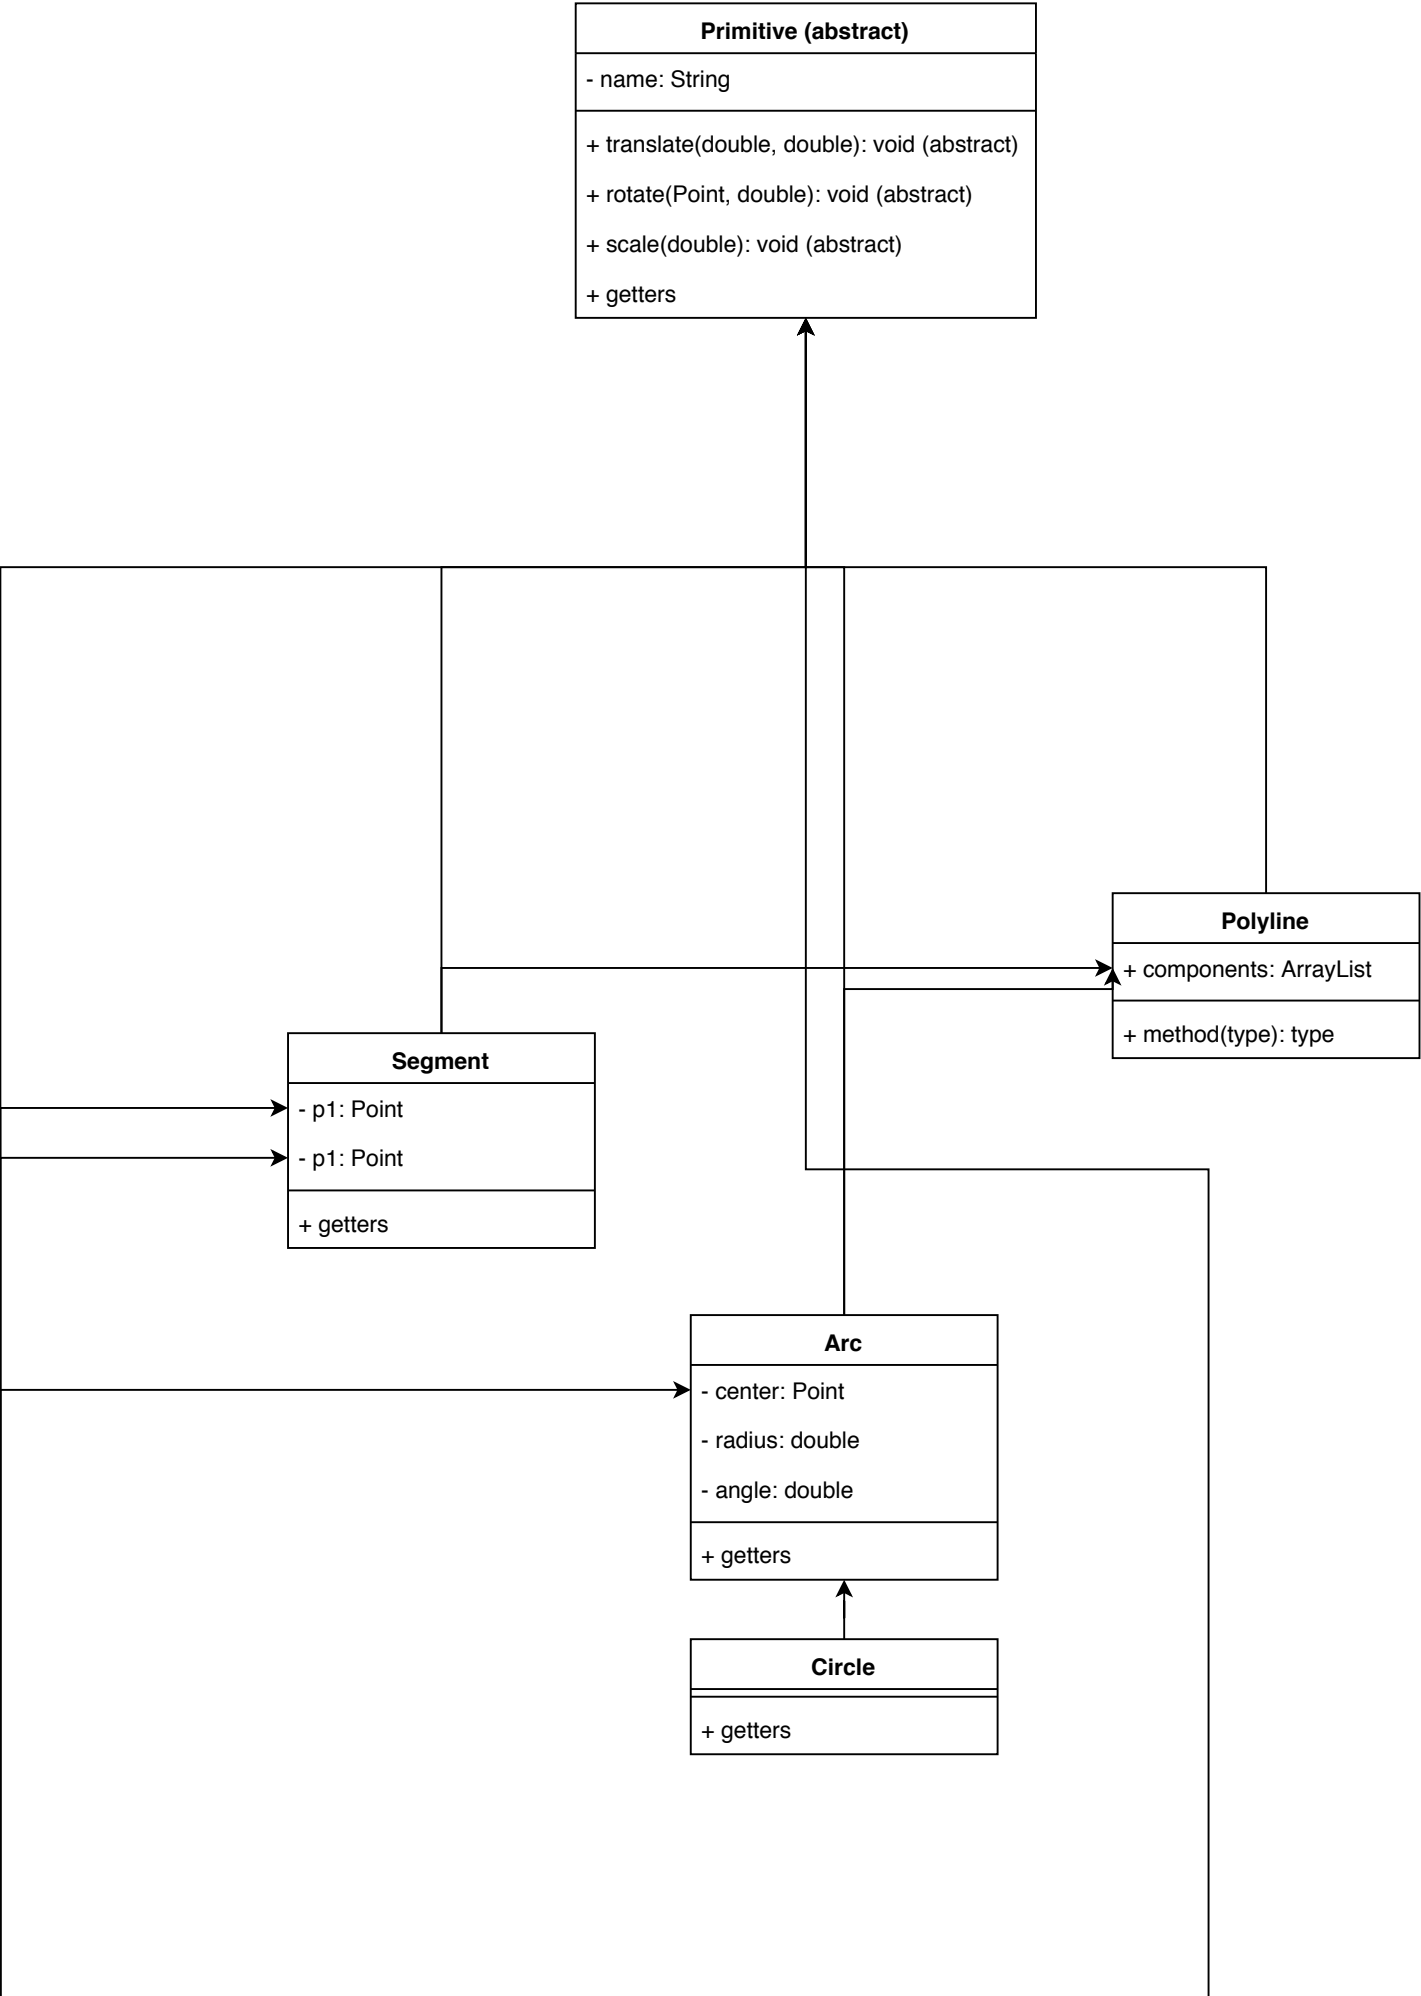 Primitive (abstract)
- name: String
+ translate(double, double): void (abstract)
+ rotate(Point, double): void (abstract)
+ scale(double): void (abstract)
+ getters
Polyline
+ components: ArrayList
+ method(type): type
Segment
- p1: Point
- p1: Point
+ getters
Arc
- center: Point
- radius: double
- angle: double
+ getters
Circle
+ getters